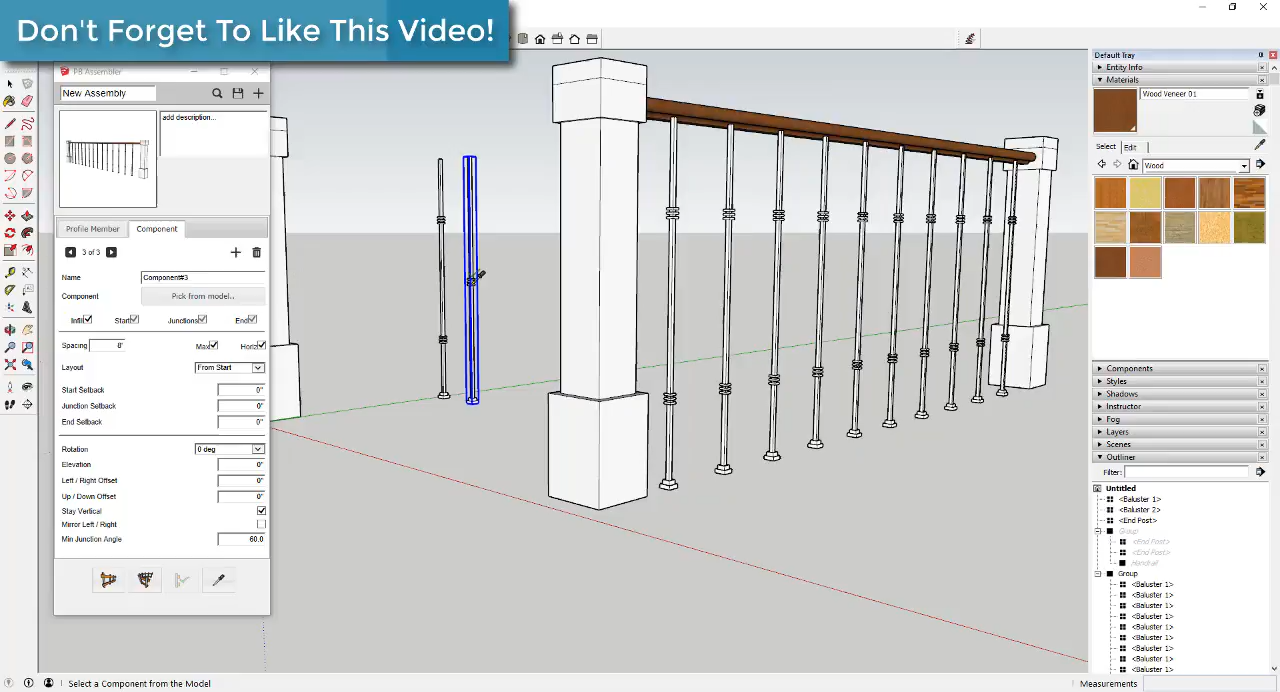 Don't Forget To Like This Video!
PB Assembler
New Assembly
add description...
Profile Member
Component
3 of 3
Name
Component#3
Component
Pick from model..
Infill
Start
Junctions
End
Spacing
8'
Max
Horiz
Layout
From Start
Start Setback
0"
Junction Setback
0"
End Setback
0"
Rotation
0 deg
Elevation
0"
Left / Right Offset
0"
Up / Down Offset
0"
Stay Vertical
Mirror Left / Right
Min Junction Angle
60.0
Default Tray
Entity Info
Materials
Wood Veneer 01
Select
Edit
Wood
Components
Styles
Shadows
Instructor
Fog
Layers
Scenes
Outliner
Filter:
Untitled
<Baluster 1>
<Baluster 2>
<End Post>
Group
<End Post>
<End Post>
Handrail
Group
<Baluster 1>
<Baluster 1>
<Baluster 1>
<Baluster 1>
<Baluster 1>
<Baluster 1>
<Baluster 1>
<Baluster 1>
<Baluster 1>
Select a Component from the Model
Measurements